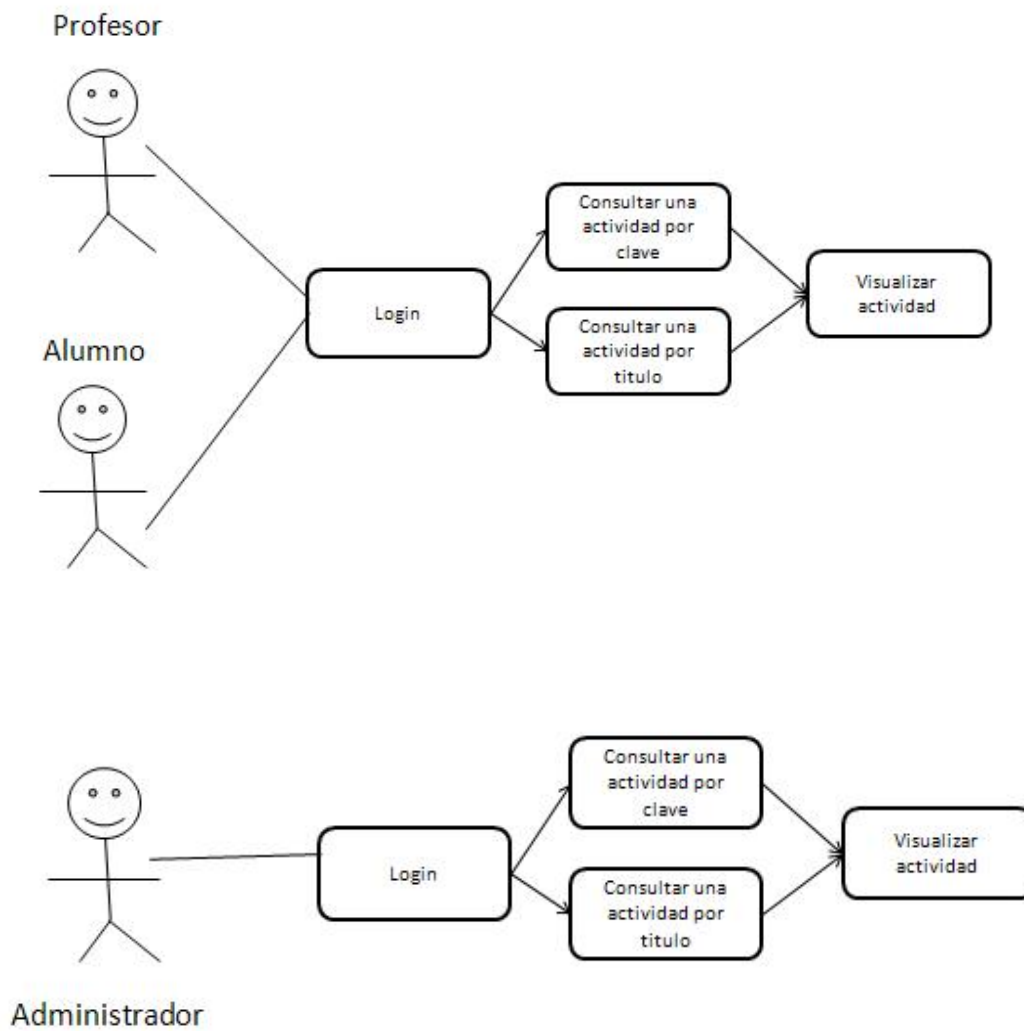 Profesor
Consultar una
actividad por
clave
Login
Visualizar
actividad
Consultar una
actividad por
titulo
Alumno
Consultar una
actividad por
clave
Login
Visualizar
actividad
Consultar una
actividad por
titulo
Administrador